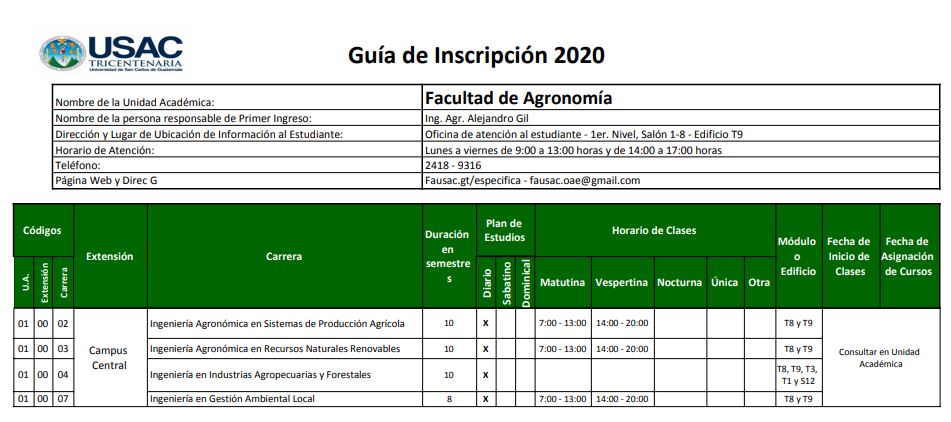 USAC
TRICENTENARIA
Universidad de San Carlos de Guatemala
Guía de Inscripción 2020
Nombre de la Unidad Académica: Facultad de Agronomía
Nombre de la persona responsable de Primer Ingreso: Ing. Agr. Alejandro Gil
Dirección y Lugar de Ubicación de Información al Estudiante: Oficina de atención al estudiante - 1er. Nivel, Salón 1-8 - Edificio T9
Horario de Atención: Lunes a viernes de 9:00 a 13:00 horas y de 14:00 a 17:00 horas
Teléfono: 2418 - 9316
Página Web y Direc G Fausac.gt/especifica - fausac.oae@gmail.com
Códigos
U.A.
Extensión
Carrera
Extensión
Carrera
Duración
en
semestre
s
Plan de
Estudios
Diario
Sabatino
Dominical
Horario de Clases
Matutina Vespertina Nocturna Única Otra
Módulo
o
Edificio
Fecha de
Inicio de
Clases
Fecha de
Asignación
de Cursos
01 00 02 Ingeniería Agronómica en Sistemas de Producción Agrícola 10 X 7:00 - 13:00 14:00 - 20:00 T8 y T9
01 00 03 Ingeniería Agronómica en Recursos Naturales Renovables 10 X 7:00 - 13:00 14:00 - 20:00 T8 y T9
Campus
Central
Consultar en Unidad
Académica
01 00 04 Ingeniería en Industrias Agropecuarias y Forestales 10 X T8, T9, T3,
T1 y S12
01 00 07 Ingeniería en Gestión Ambiental Local 8 X 7:00 - 13:00 14:00 - 20:00 T8 y T9